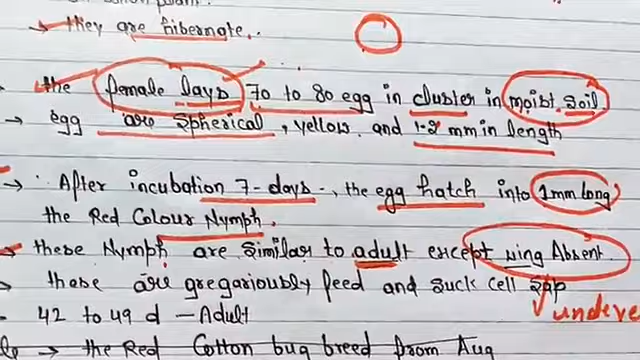 → they are hibernate.
- the female lays 70 to 80 egg in cluster in moist soil
→ egg are spherical, yellow and 1.2 mm in length
→ After incubation 7-days -, the egg hatch into 1mm long
the Red Colour Nymph.
these Nymph are similar to adult except wing Absent
these are gregariously feed and suck cell sap
undeve
- 42 to 49 d - Adult
→ the Red Cotton bug breed from Aug